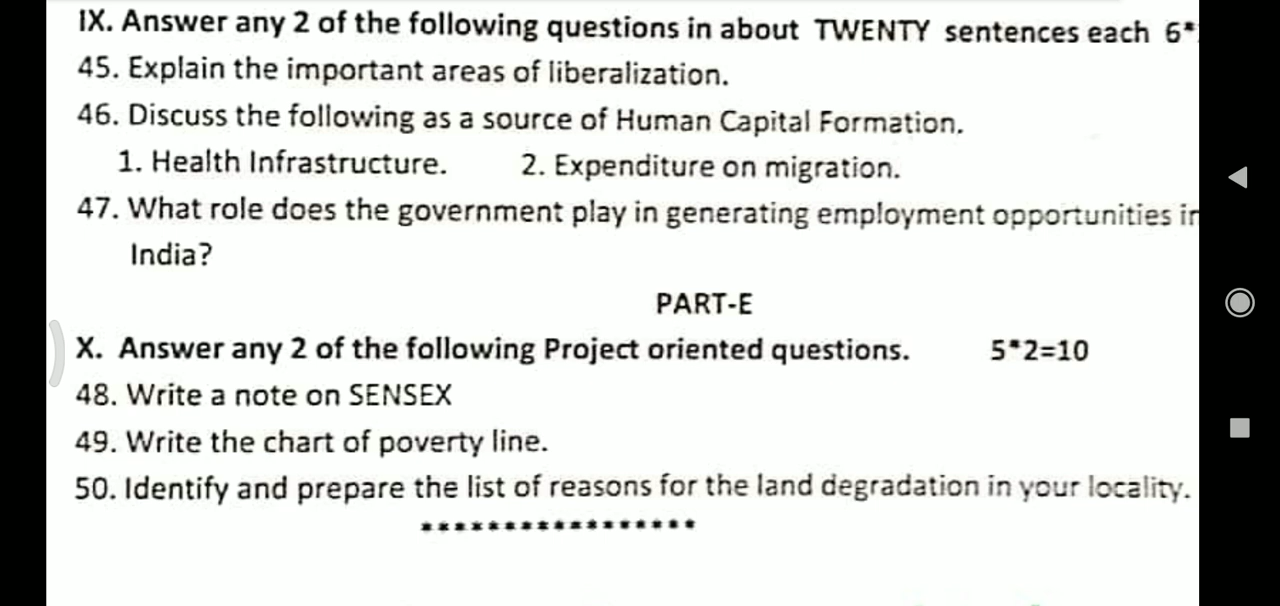 IX. Answer any 2 of the following questions in about TWENTY sentences each 6*
45. Explain the important areas of liberalization.
46. Discuss the following as a source of Human Capital Formation.
1. Health Infrastructure. 2. Expenditure on migration.
47. What role does the government play in generating employment opportunities in
India?
PART-E
X. Answer any 2 of the following Project oriented questions. 5*2=10
48. Write a note on SENSEX
49. Write the chart of poverty line.
50. Identify and prepare the list of reasons for the land degradation in your locality.
*****************